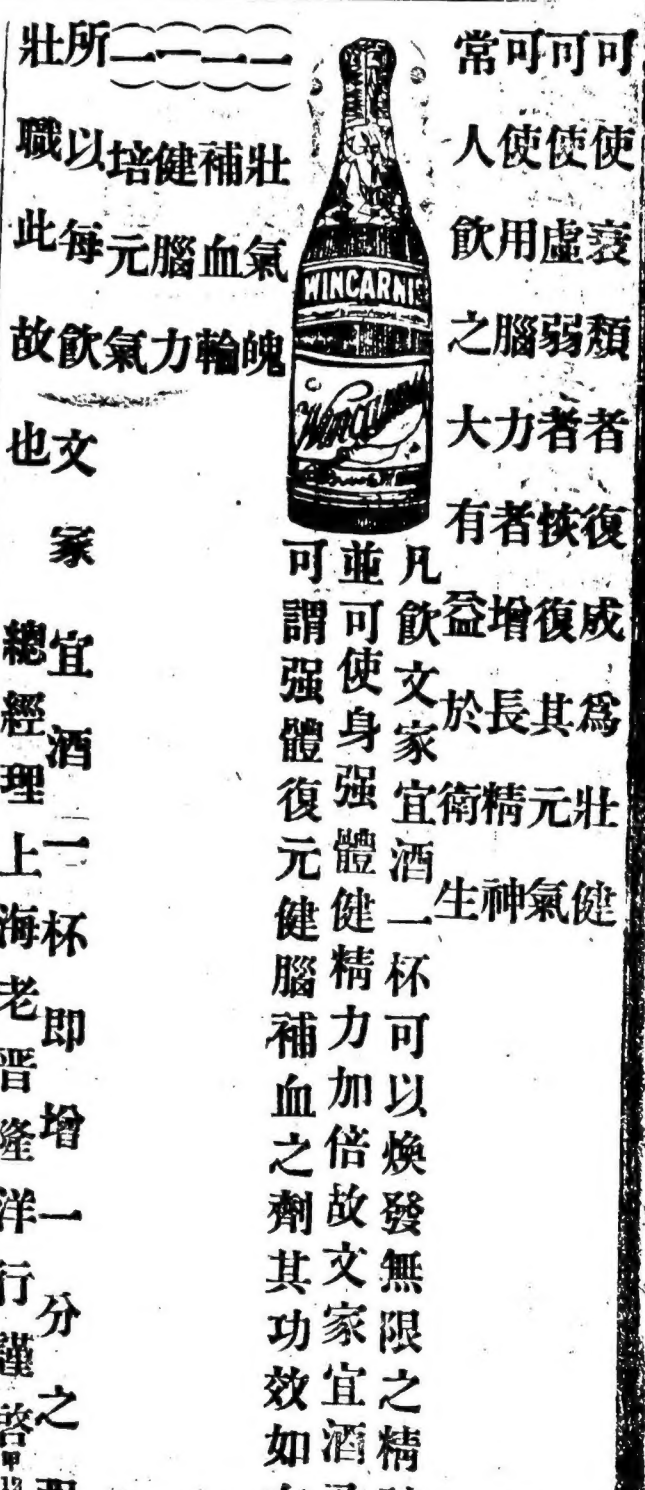 可使衰頹者復成爲壯健
可使虛弱者恢復其元氣
可使用腦力者增長精神
常人飲之大有益於衛生
WINCARNIS
Wincarnis
凡飲文家宜酒一杯可以煥發無限之精
並可使身强體健精力加倍故文家宜酒
可謂强體復元健腦補血之劑其功效如
(一)壯氣魄
(一)補血輪
(一)健腦力
(一)培元氣
所以每飲文家宜酒一杯即增一分之
壯職此故也
總經理上海老晋隆洋行謹啓
甲